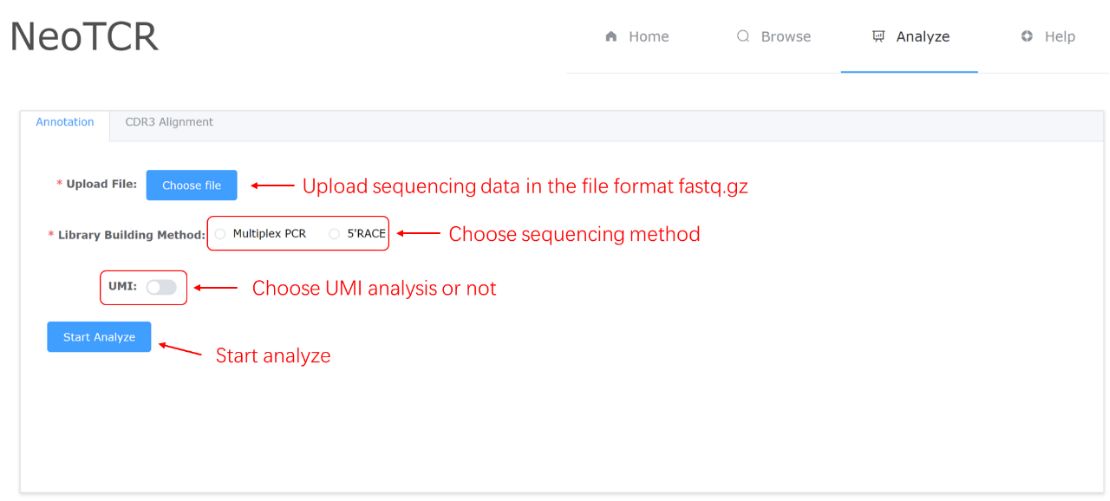 NeoTCR
Home Browse Analyze Help
Annotation CDR3 Alignment
* Upload File: Choose file Upload sequencing data in the file format fastq.gz
* Library Building Method: Multiplex PCR 5'RACE Choose sequencing method
UMI: Choose UMI analysis or not
Start Analyze
Start analyze